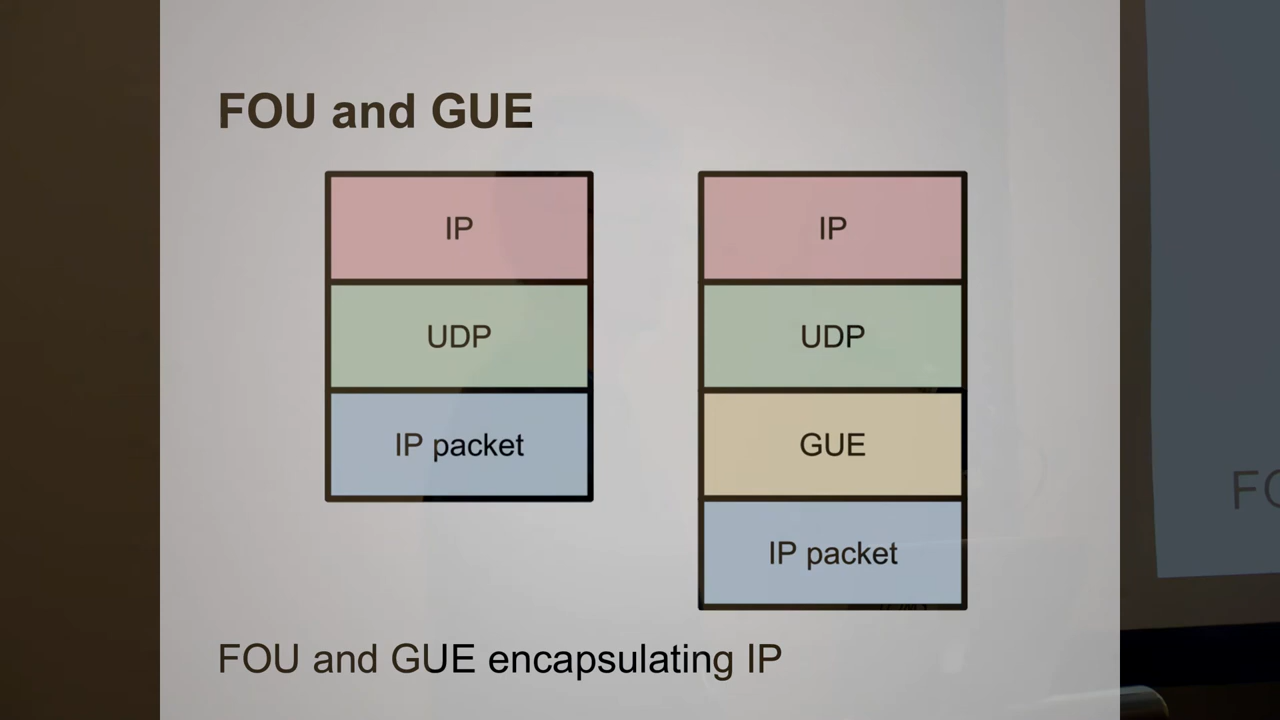 FOU and GUE
IP
UDP
IP packet
IP
UDP
GUE
IP packet
FOU and GUE encapsulating IP